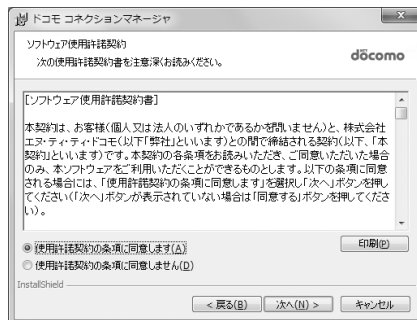 ドコモ コネクションマネージャ
ソフトウェア使用許諾契約
次の使用許諾契約書を注意深くお読みください。
döcomo
[ソフトウェア使用許諾契約書]
本契約は、お客様(個人又は法人のいずれかであるかを問いません)と、株式会社
エヌ・ティ・ティ・ドコモ(以下「弊社」といいます)との間で締結される契約(以下、「本
契約」といいます)です。本契約の各条項をお読みいただき、ご同意いただいた場合
のみ、本ソフトウェアをご利用いただくことができるものとします。以下の条項に同意
される場合には、「使用許諾契約の条項に同意します」を選択し「次へ」ボタンを押し
てください(「次へ」ボタンが表示されていない場合は「同意する」ボタンを押してくださ
い)。
使用許諾契約の条項に同意します(A)
印刷(P)
使用許諾契約の条項に同意しません(D)
InstallShield
< 戻る(B)
次へ(N) >
キャンセル